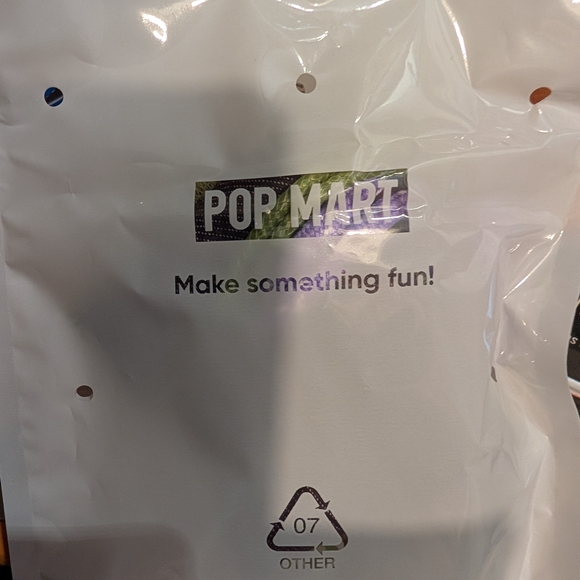 POP MART
Make something fun!
07
OTHER